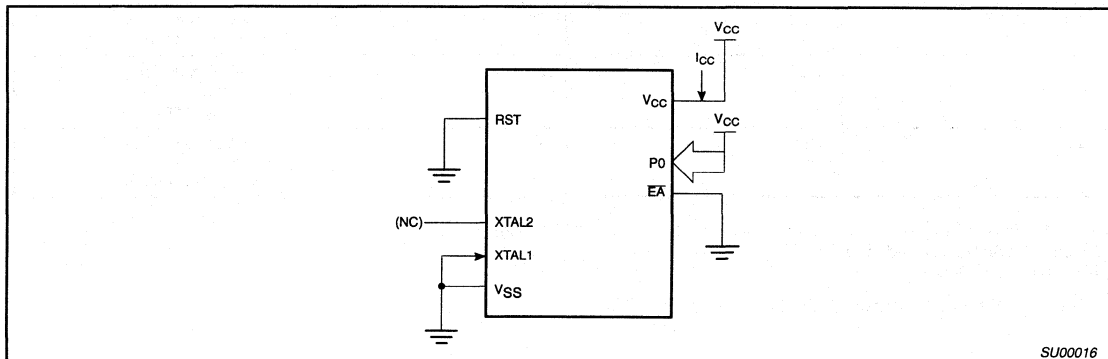 VCC
ICC
VCC
RST
VCC
P0
EA
(NC)
XTAL2
XTAL1
VSS
SU00016